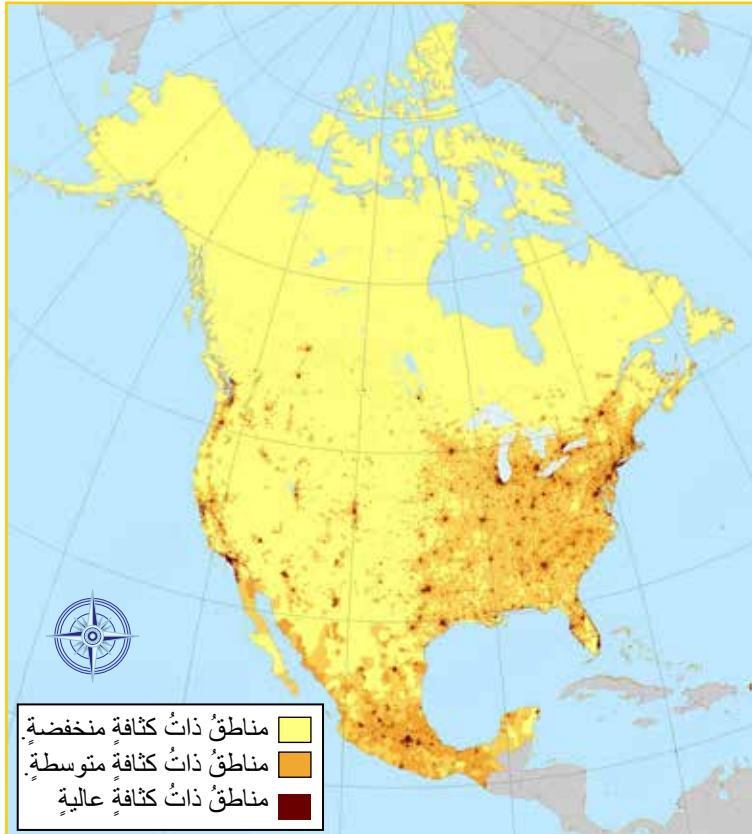 مناطقُ ذاتُ كثافةٍ منخفضةٍ.
مناطقُ ذاتُ كثافةٍ متوسطةٍ.
مناطقُ ذاتُ كثافةٍ عاليةٍ